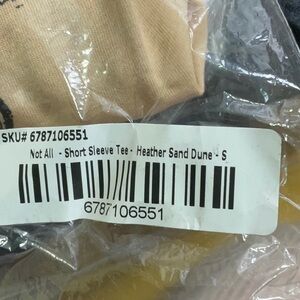 SKU# 6787106551
Not All - Short Sleeve Tee - Heather Sand Dune - S
6787106551